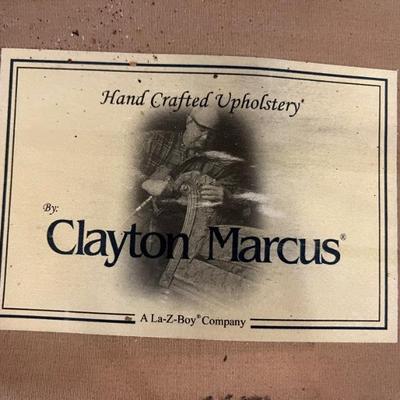 Hand Crafted Upholstery®
By:
Clayton Marcus®
A La-Z-Boy® Company